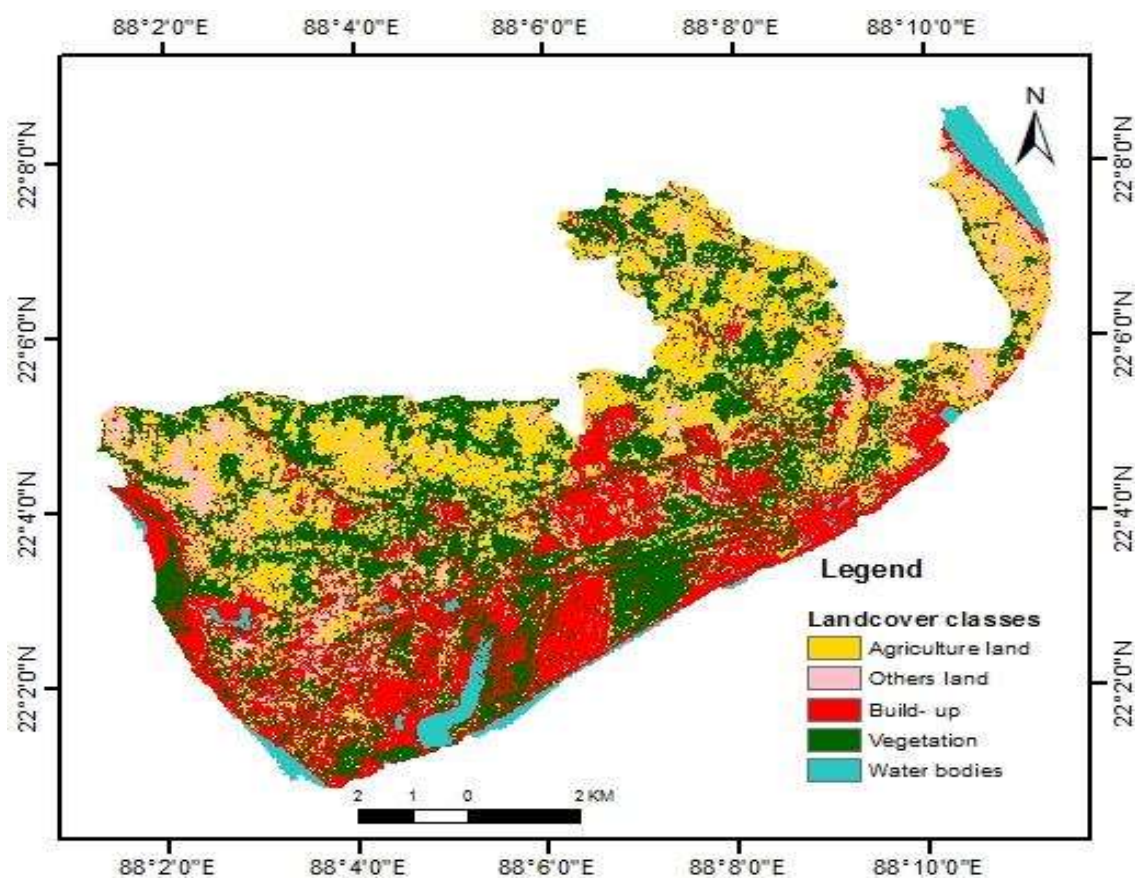 88°2'0"E 88°4'0"E 88°6'0"E 88°8'0"E 88°10'0"E
N
22°8'0"N 22°8'0"N
22°6'0"N 22°6'0"N
22°4'0"N 22°4'0"N
22°2'0"N 22°2'0"N
Legend
Landcover classes
Agriculture land
Others land
Build- up
Vegetation
Water bodies
2 1 0 2 KM
88°2'0"E 88°4'0"E 88°6'0"E 88°8'0"E 88°10'0"E